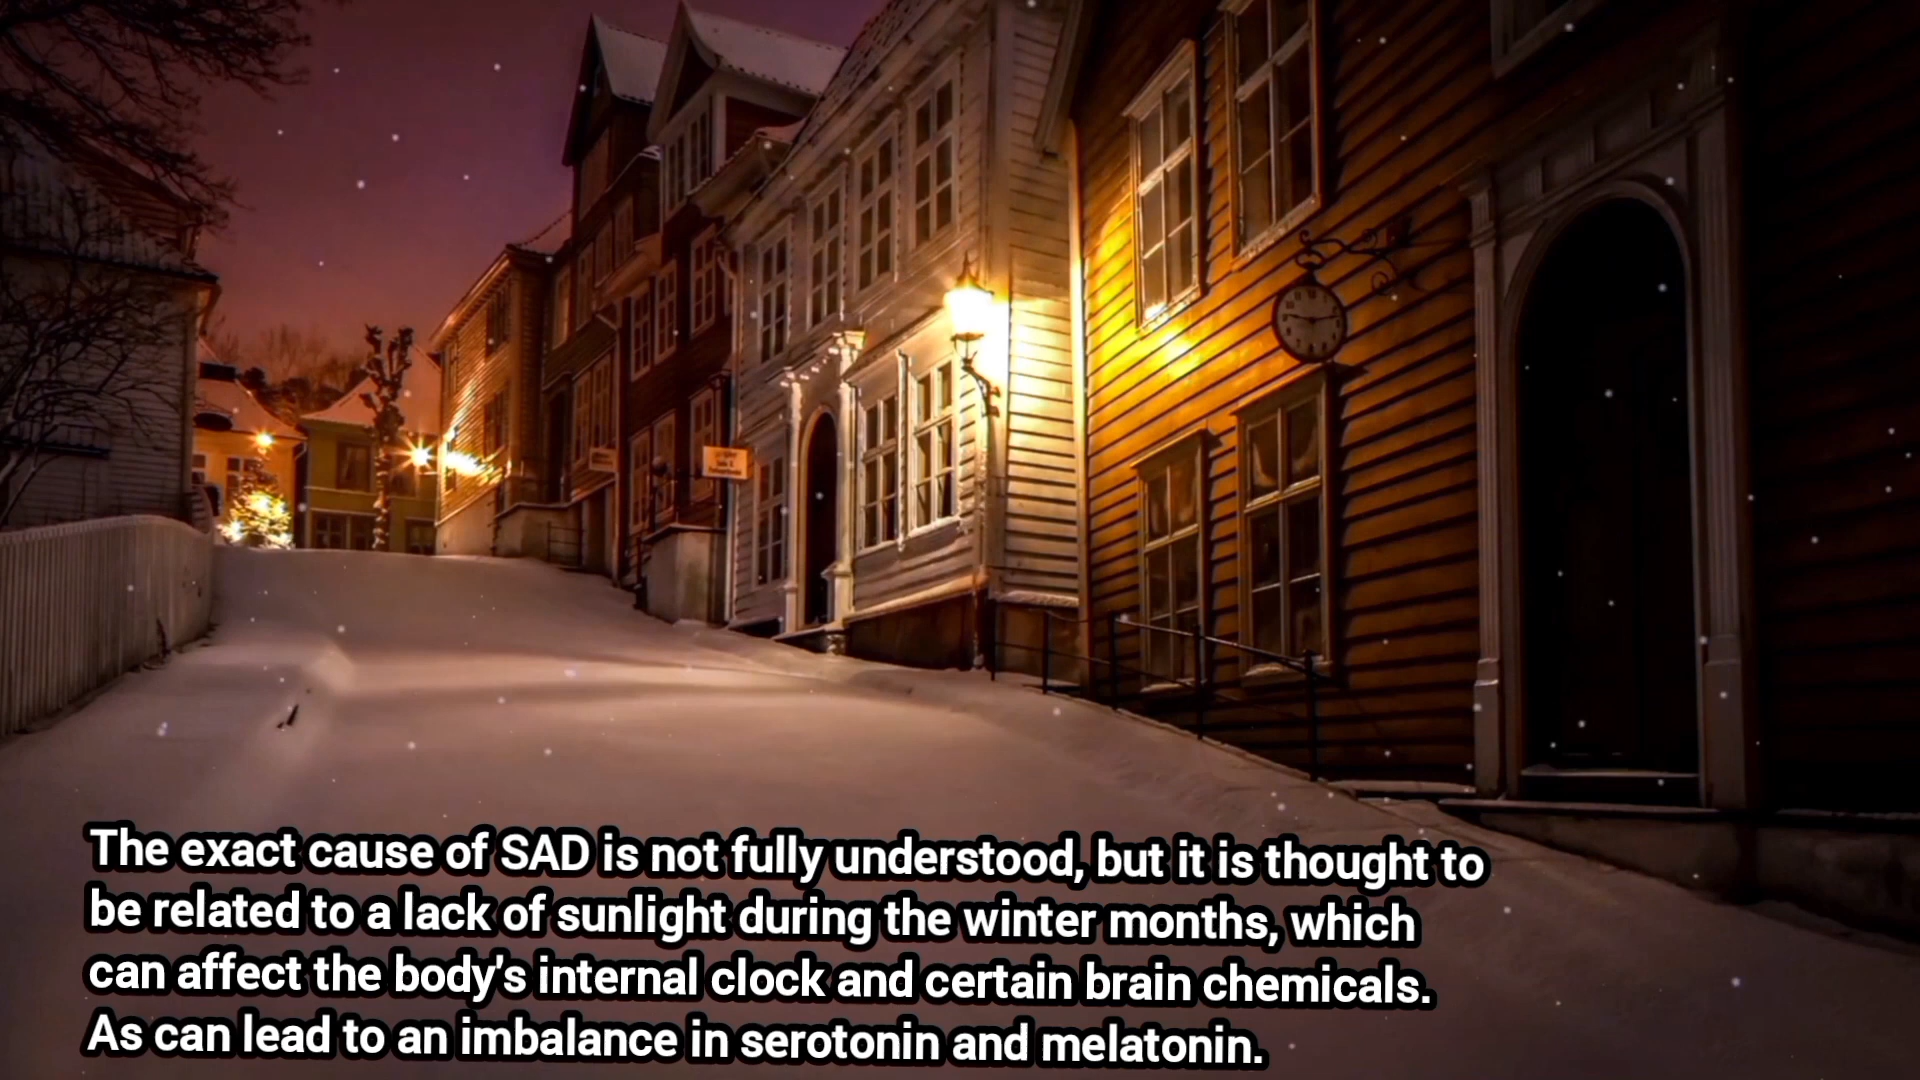 The exact cause of SAD is not fully understood, but it is thought to
be related to a lack of sunlight during the winter months, which
can affect the body's internal clock and certain brain chemicals.
As can lead to an imbalance in serotonin and melatonin.